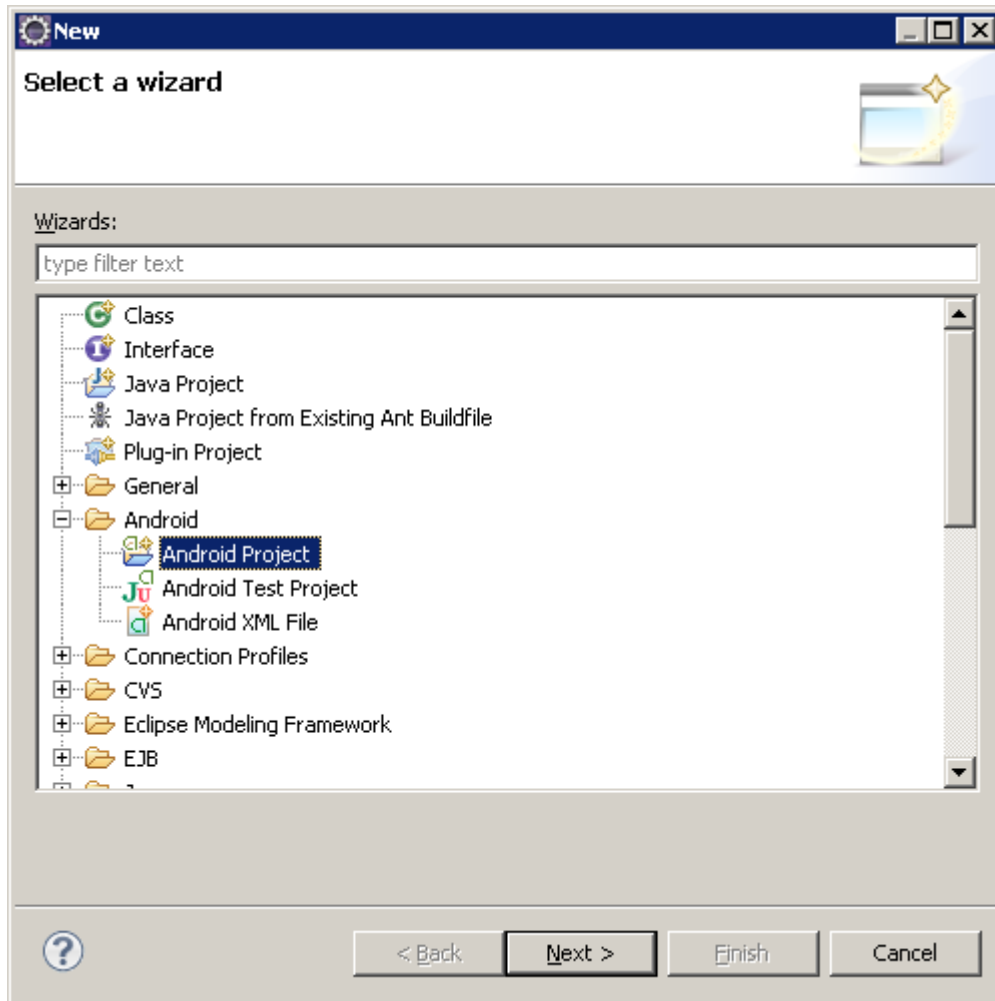 New
Select a wizard
Wizards:
type filter text
Class
Interface
Java Project
Java Project from Existing Ant Buildfile
Plug-in Project
General
Android
Android Project
Android Test Project
Android XML File
Connection Profiles
CVS
Eclipse Modeling Framework
EJB
< Back Next > Finish Cancel